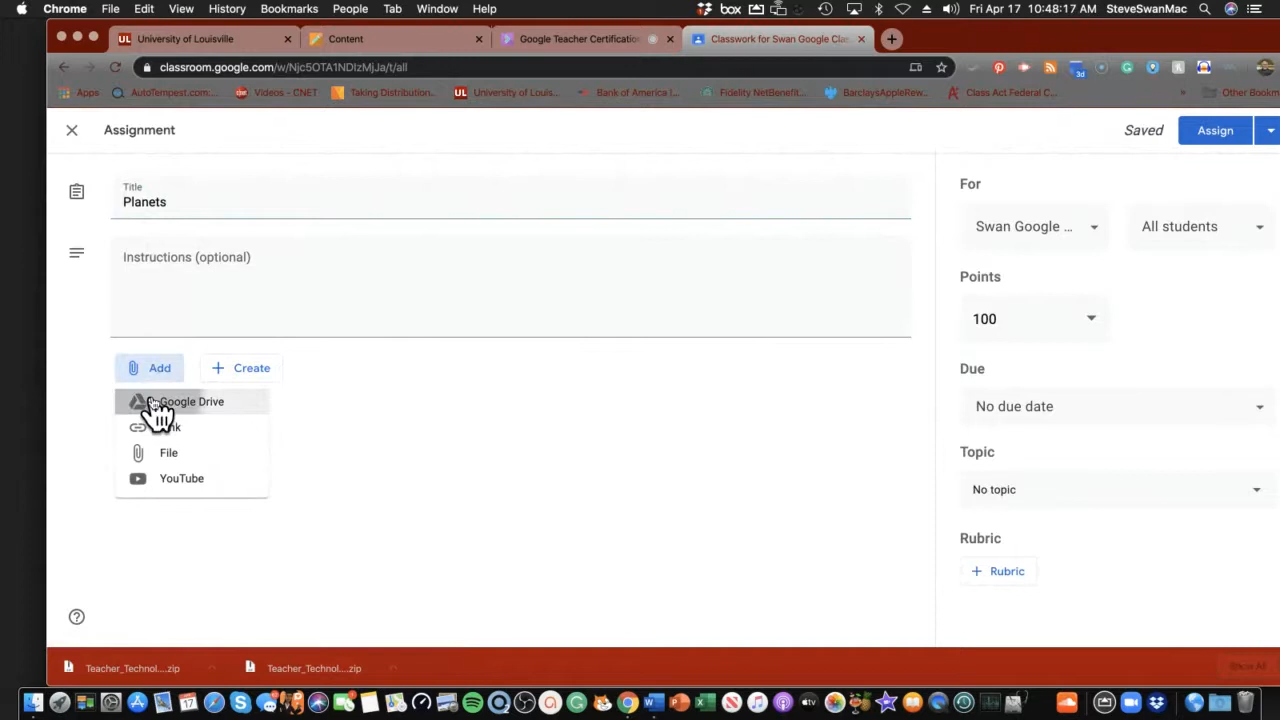 Chrome File Edit View History Bookmarks People Tab Window Help box Fri Apr 17 10:48:17 AM SteveSwanMac
University of Louisville Content Google Teacher Certification Classwork for Swan Google Clas
classroom.google.com/w/Njc5OTA1NDIzMjJa/t/all 3d
Apps AutoTempest.com:... Videos - CNET Taking Distribution... University of Louis... Bank of America I... Fidelity NetBenefit... BarclaysAppleRew... Class Act Federal C... » Other Bookm
Assignment Saved Assign
Title
Planets
Instructions (optional)
Add Create
Google Drive
File
YouTube
For
Swan Google ... All students
Points
100
Due
No due date
Topic
No topic
Rubric
+ Rubric
Teacher_Technol....zip Teacher_Technol....zip Show All